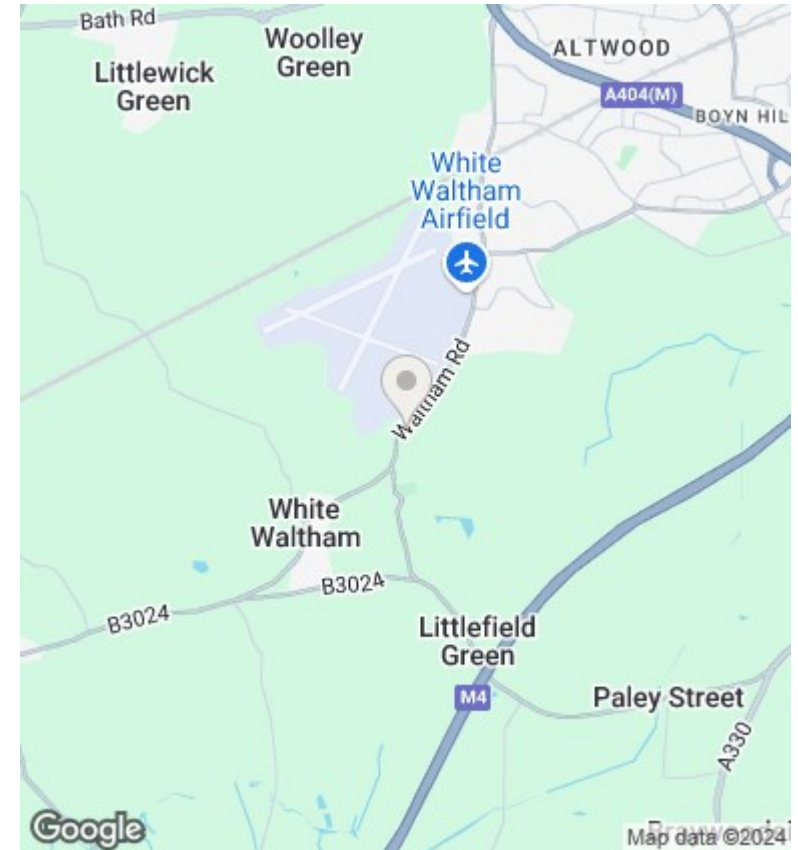 Bath Rd
Woolley
Green
ALTWOOD
Littlewick
Green
A404(M)
BOYN HIL
White
Waltham
Airfield
Waltham Rd
White
Waltham
B3024
B3024
Littlefield
Green
M4
Paley Street
A330
Google
Map data ©2024